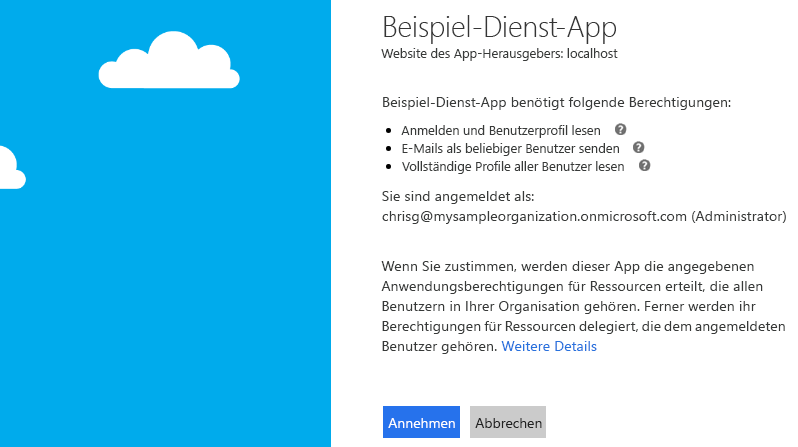 Beispiel-Dienst-App
Website des App-Herausgebers: localhost
Beispiel-Dienst-App benötigt folgende Berechtigungen:
• Anmelden und Benutzerprofil lesen ?
• E-Mails als beliebiger Benutzer senden ?
• Vollständige Profile aller Benutzer lesen ?
Sie sind angemeldet als:
chrisg@mysampleorganization.onmicrosoft.com (Administrator)
Wenn Sie zustimmen, werden dieser App die angegebenen
Anwendungsberechtigungen für Ressourcen erteilt, die allen
Benutzern in Ihrer Organisation gehören. Ferner werden ihr
Berechtigungen für Ressourcen delegiert, die dem angemeldeten
Benutzer gehören. Weitere Details
Annehmen Abbrechen